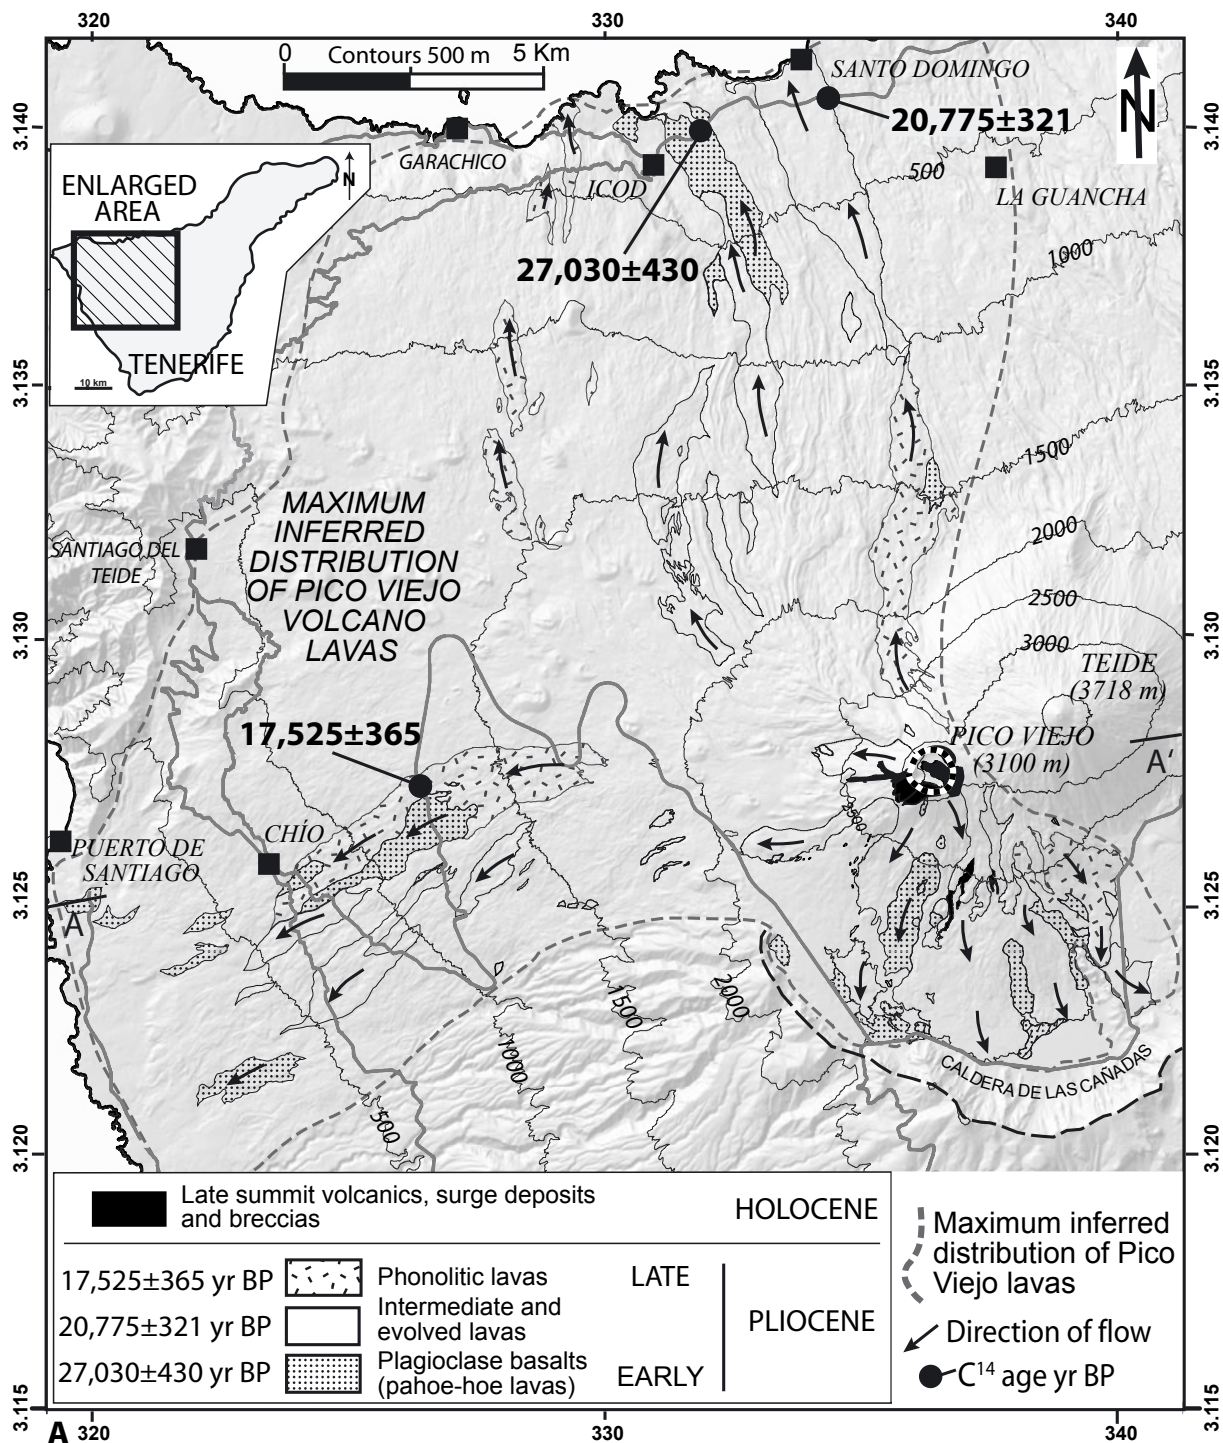 320
330
340
0
Contours 500 m
5 Km
N
SANTO DOMINGO
20,775±321
3.140
3.140
GARACHICO
ICOD
500
LA GUANCHA
ENLARGED
AREA
N
TENERIFE
10 km
27,030±430
1000
3.135
3.135
1500
MAXIMUM
INFERRED
DISTRIBUTION
OF PICO VIEJO
VOLCANO
LAVAS
SANTIAGO DEL
TEIDE
2000
2500
3000
3.130
3.130
TEIDE
(3718 m)
17,525±365
PICO VIEJO
(3100 m)
A'
CHÍO
PUERTO DE
SANTIAGO
3.125
3.125
A
2000
1500
1000
500
CALDERA DE LAS CAÑADAS
3.120
3.120
Late summit volcanics, surge deposits
and breccias
HOLOCENE
17,525±365 yr BP
Phonolitic lavas
LATE
20,775±321 yr BP
Intermediate and
evolved lavas
PLIOCENE
27,030±430 yr BP
Plagioclase basalts
(pahoe-hoe lavas)
EARLY
Maximum inferred
distribution of Pico
Viejo lavas
Direction of flow
C14 age yr BP
3.115
3.115
A
320
330
340